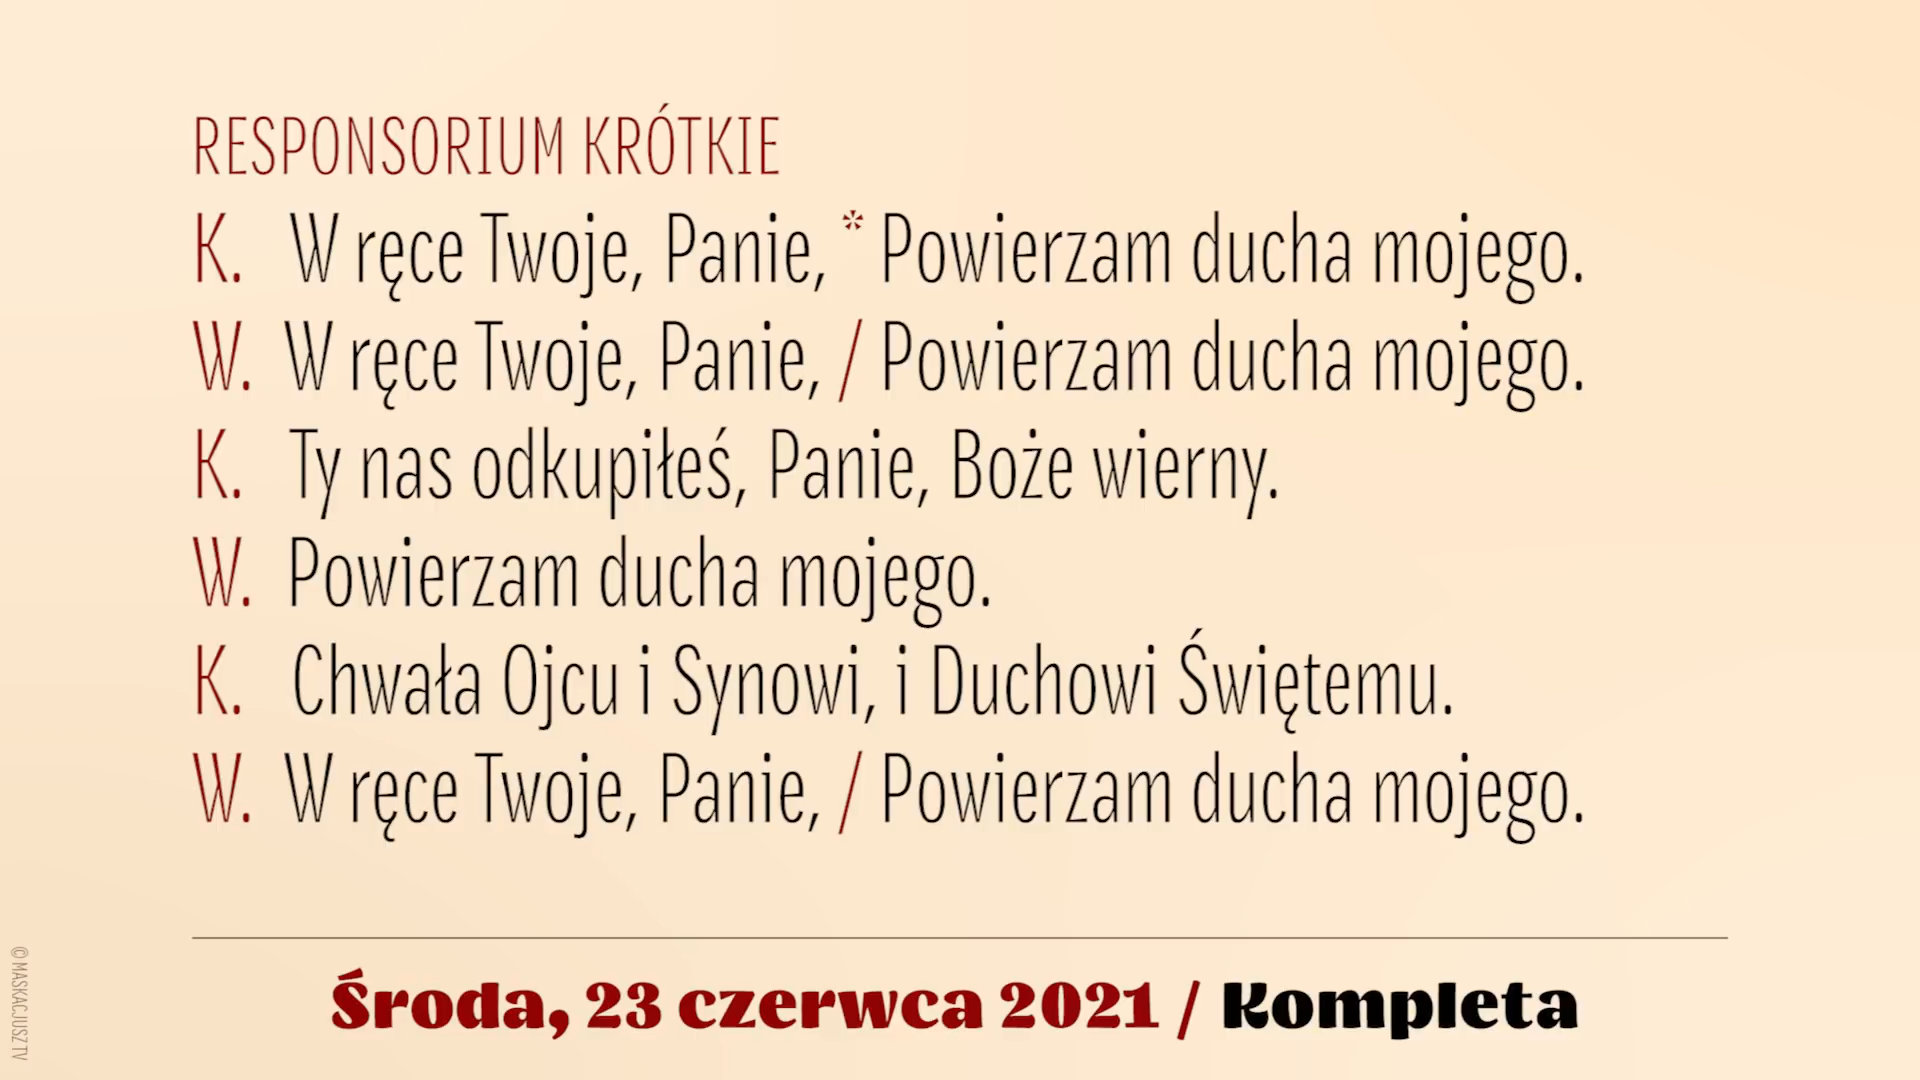 RESPONSORIUM KRÓTKIE
K. W ręce Twoje, Panie, * Powierzam ducha mojego.
W. W ręce Twoje, Panie, / Powierzam ducha mojego.
K. Ty nas odkupiłeś, Panie, Boże wierny.
W. Powierzam ducha mojego.
K. Chwała Ojcu i Synowi, i Duchowi Świętemu.
W. W ręce Twoje, Panie, / Powierzam ducha mojego.
Środa, 23 czerwca 2021 / Kompleta
© MASKACJUSZ TV